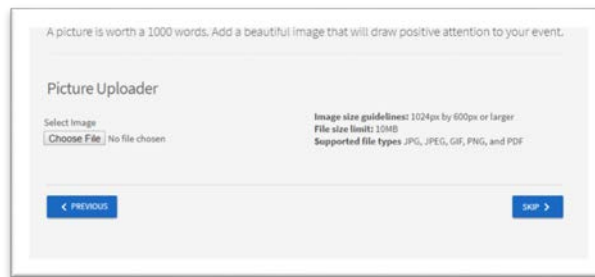 A picture is worth a 1000 words. Add a beautiful image that will draw positive attention to your event.
Picture Uploader
Select Image
Choose File No file chosen
Image size guidelines: 1024px by 600px or larger
File size limit: 10MB
Supported file types JPG, JPEG, GIF, PNG, and PDF
PREVIOUS
SKIP